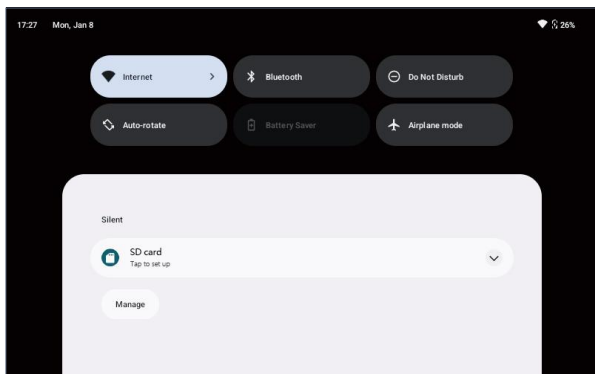 17:27 Mon, Jan 8 26%
Internet Bluetooth Do Not Disturb
Auto-rotate Battery Saver Airplane mode
Silent
SD card
Tap to set up
Manage